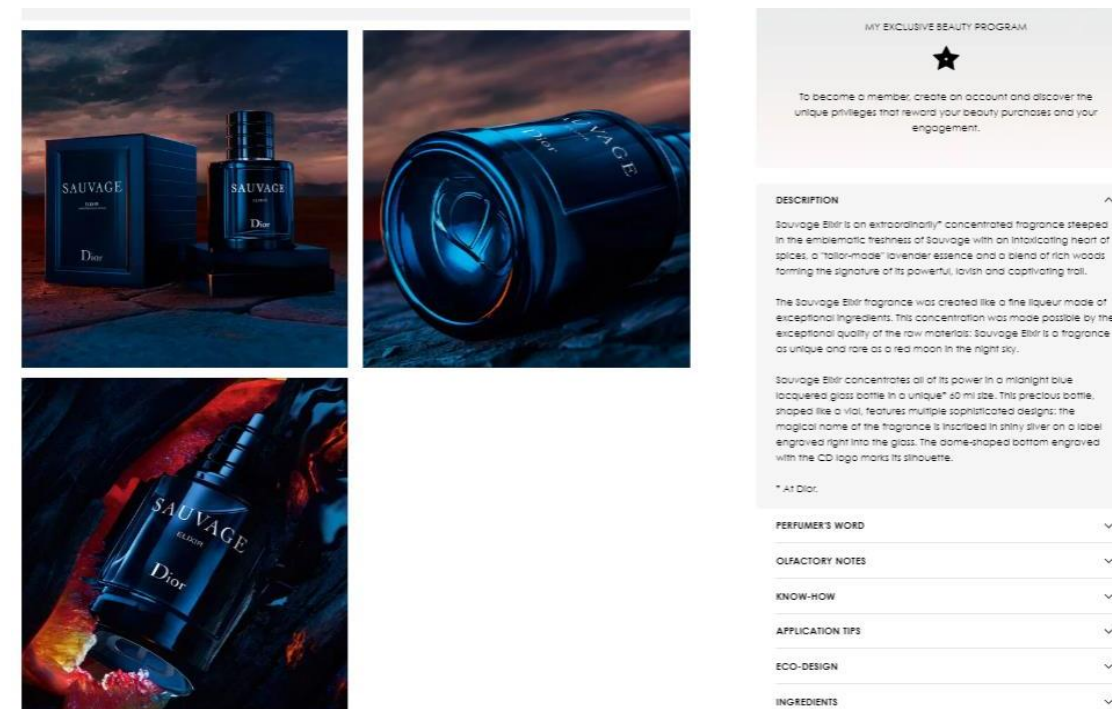 SAUVAGE
ELIXIR
Dior
SAUVAGE
ELIXIR
Dior
SAUVAGE
Dior
SAUVAGE
ELIXIR
Dior
MY EXCLUSIVE BEAUTY PROGRAM
To become a member, create an account and discover the
unique privileges that reward your beauty purchases and your
engagement.
DESCRIPTION
Sauvage Elixir is an extraordinarily* concentrated fragrance steeped
in the emblematic freshness of Sauvage with an intoxicating heart of
spices, a "tailor-made" lavender essence and a blend of rich woods
forming the signature of its powerful, lavish and captivating trail.
The Sauvage Elixir fragrance was created like a fine liqueur made of
exceptional ingredients. This concentration was made possible by the
exceptional quality of the raw materials: Sauvage Elixir is a fragrance
as unique and rare as a red moon in the night sky.
Sauvage Elixir concentrates all of its power in a midnight blue
lacquered glass bottle in a unique* 60 ml size. This precious bottle,
shaped like a vial, features multiple sophisticated designs: the
magical name of the fragrance is inscribed in shiny silver on a label
engraved right into the glass. The dome-shaped bottom engraved
with the CD logo marks its silhouette.
* At Dior.
PERFUMER'S WORD
OLFACTORY NOTES
KNOW-HOW
APPLICATION TIPS
ECO-DESIGN
INGREDIENTS